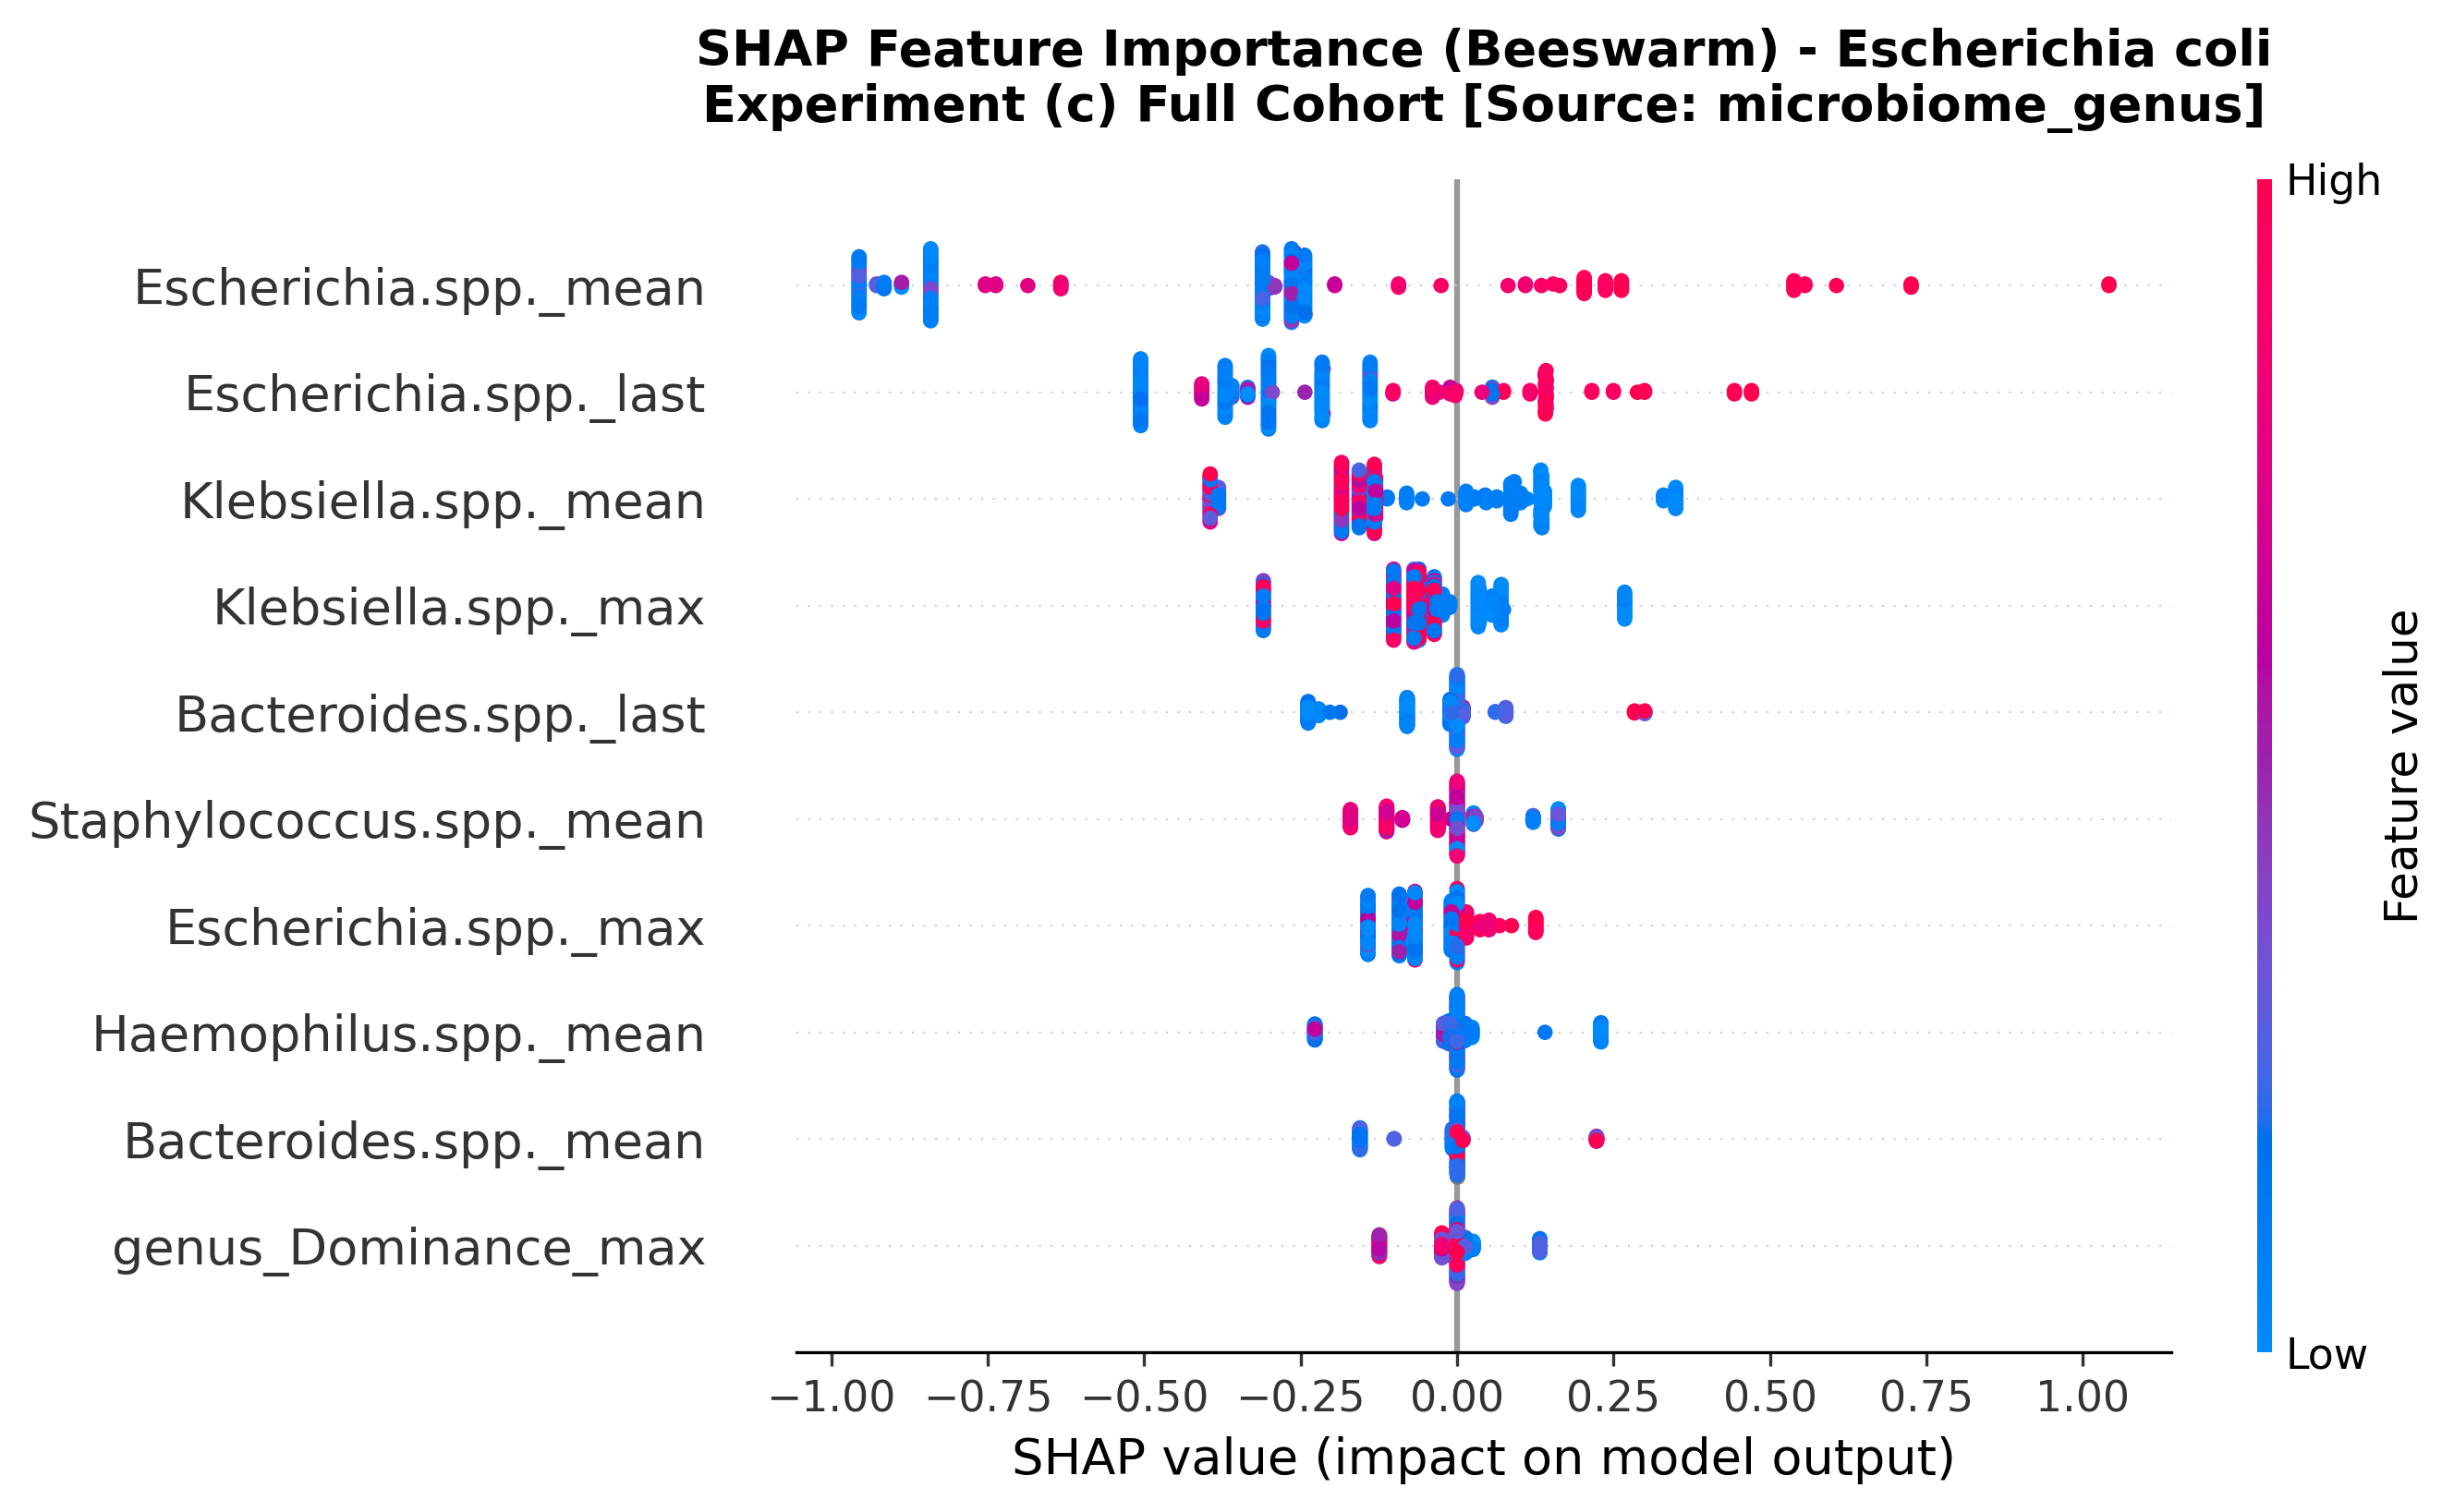 SHAP Feature Importance (Beeswarm) - Escherichia coli
Experiment (c) Full Cohort [Source: microbiome_genus]
High
Escherichia.spp._mean
Escherichia.spp._last
Klebsiella.spp._mean
Klebsiella.spp._max
Bacteroides.spp._last
Staphylococcus.spp._mean
Escherichia.spp._max
Haemophilus.spp._mean
Bacteroides.spp._mean
genus_Dominance_max
Feature value
Low
−1.00 −0.75 −0.50 −0.25 0.00 0.25 0.50 0.75 1.00
SHAP value (impact on model output)